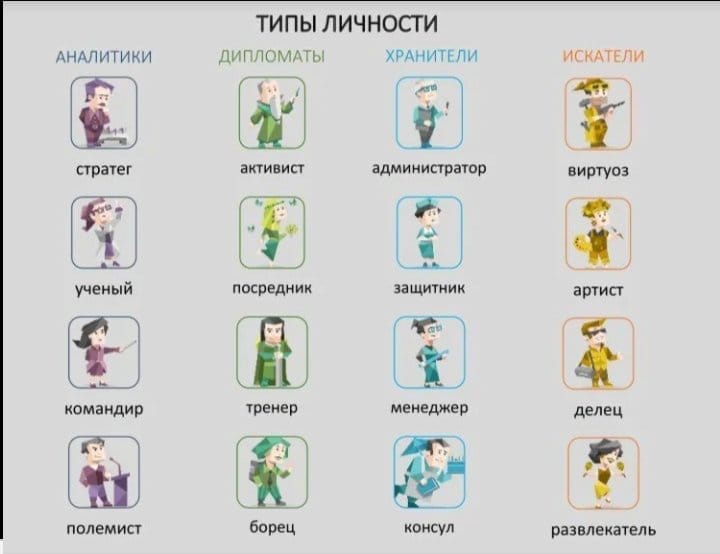 ТИПЫ ЛИЧНОСТИ
АНАЛИТИКИ ДИПЛОМАТЫ ХРАНИТЕЛИ ИСКАТЕЛИ
стратег активист администратор виртуоз
ученый посредник защитник артист
командир тренер менеджер делец
полемист борец консул развлекатель